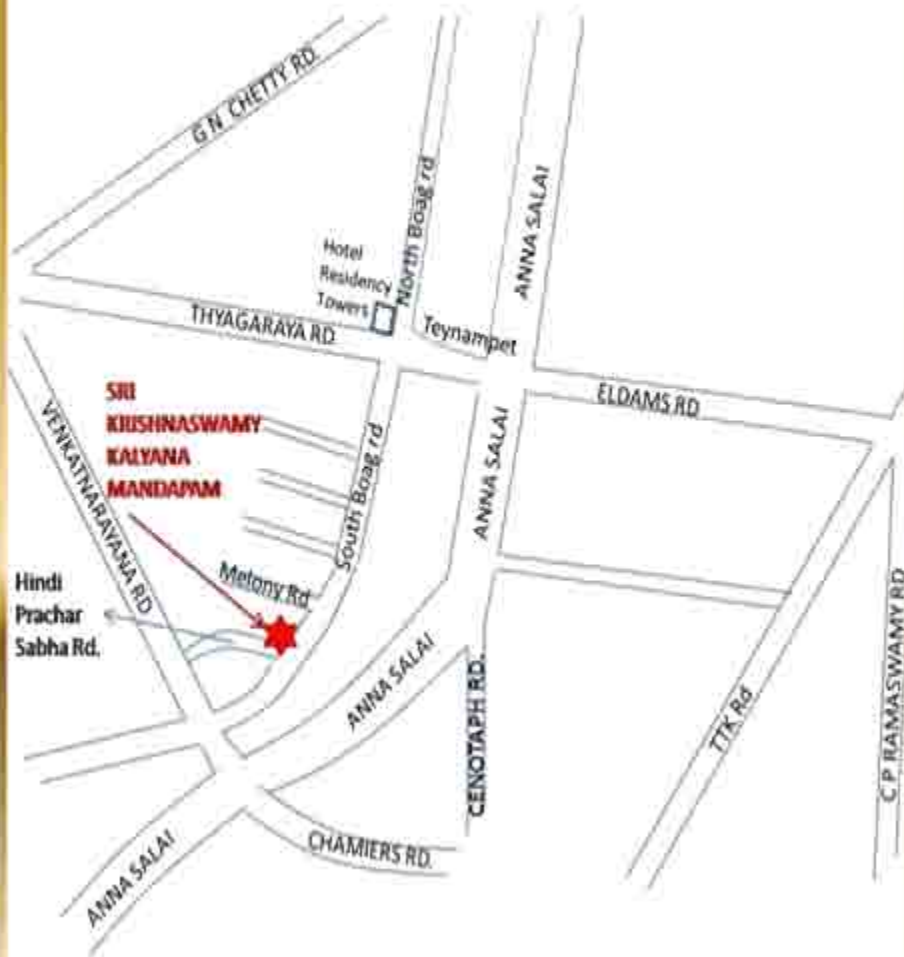 G N CHETTY RD.
North Boag rd
ANNA SALAI
Hotel
Residency
Towers
THYAGARAYA RD
Teynampet
ELDAMS RD
SRI
KRISHNASWAMY
KALYANA
MANDAPAM
VENKATNARAYANA RD
South Boag rd
ANNA SALAI
Metony Rd
Hindi
Prachar
Sabha Rd.
ANNA SALAI
CENOTAPH RD.
TTK Rd
C P RAMASWAMY RD
CHAMIERS RD.
ANNA SALAI